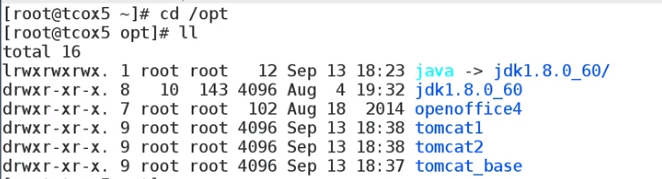 [root@tcox5 ~]# cd /opt
[root@tcox5 opt]# ll
total 16
lrwxrwxrwx. 1 root root   12 Sep 13 18:23 java -> jdk1.8.0_60/
drwxr-xr-x. 8   10  143 4096 Aug  4 19:32 jdk1.8.0_60
drwxr-xr-x. 7 root root  102 Aug 18  2014 openoffice4
drwxr-xr-x. 9 root root 4096 Sep 13 18:38 tomcat1
drwxr-xr-x. 9 root root 4096 Sep 13 18:38 tomcat2
drwxr-xr-x. 9 root root 4096 Sep 13 18:37 tomcat_base